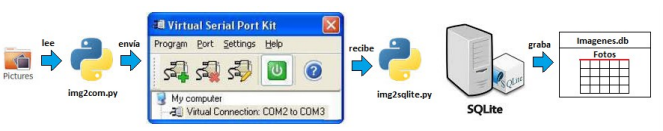 Pictures
lee
img2com.py
envía
Virtual Serial Port Kit
Program Port Settings Help
My computer
Virtual Connection: COM2 to COM3
recibe
img2sqlite.py
SQLite
SQLite
graba
Imagenes.db
Fotos